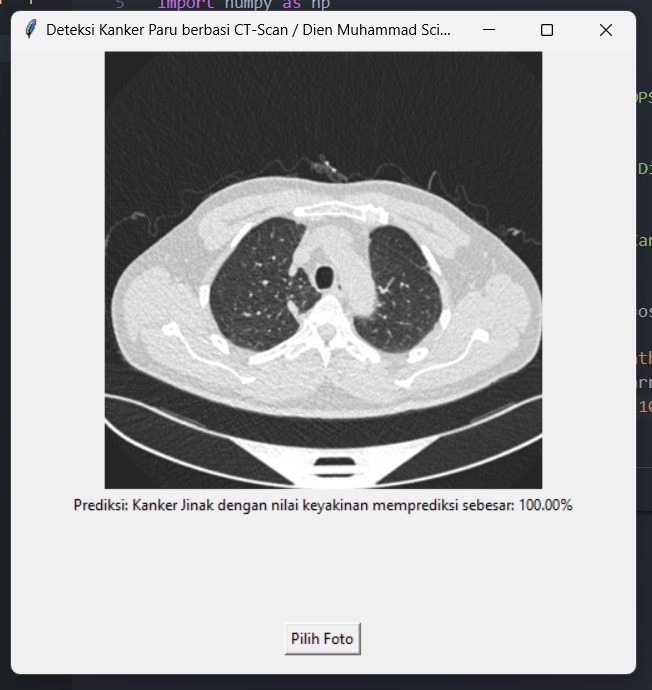 5 import numpy as np
Deteksi Kanker Paru berbasi CT-Scan / Dien Muhammad Sci...
Prediksi: Kanker Jinak dengan nilai keyakinan memprediksi sebesar: 100.00%
Pilih Foto